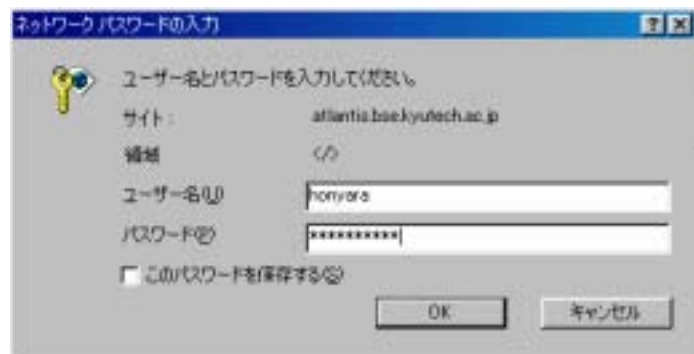 ネットワーク パスワードの入力
ユーザー名とパスワードを入力してください。
サイト: atlantis.bse.kyutech.ac.jp
領域 </>
ユーザー名(U) honyara
パスワード(P) **********
このパスワードを保存する(S)
OK キャンセル